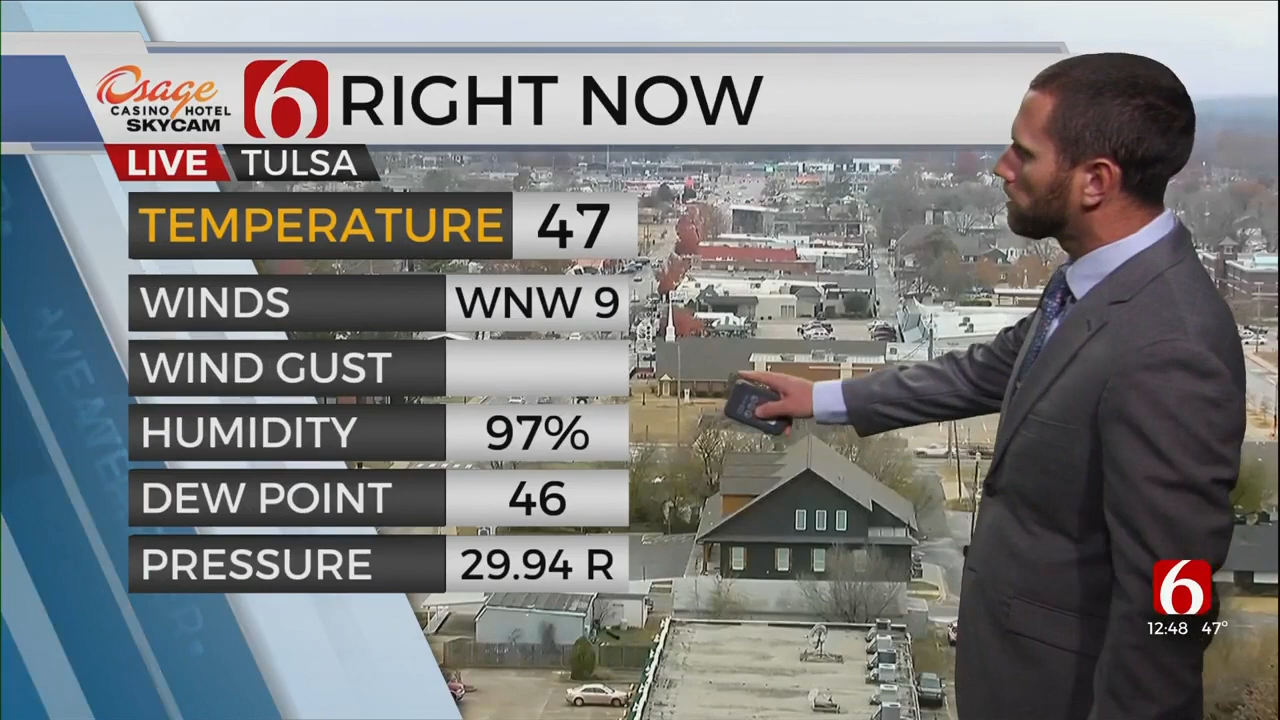 Osage
CASINO HOTEL
SKYCAM
6 RIGHT NOW
LIVE TULSA
TEMPERATURE 47
WINDS WNW 9
WIND GUST
HUMIDITY 97%
DEW POINT 46
PRESSURE 29.94 R
6
12:48 47°